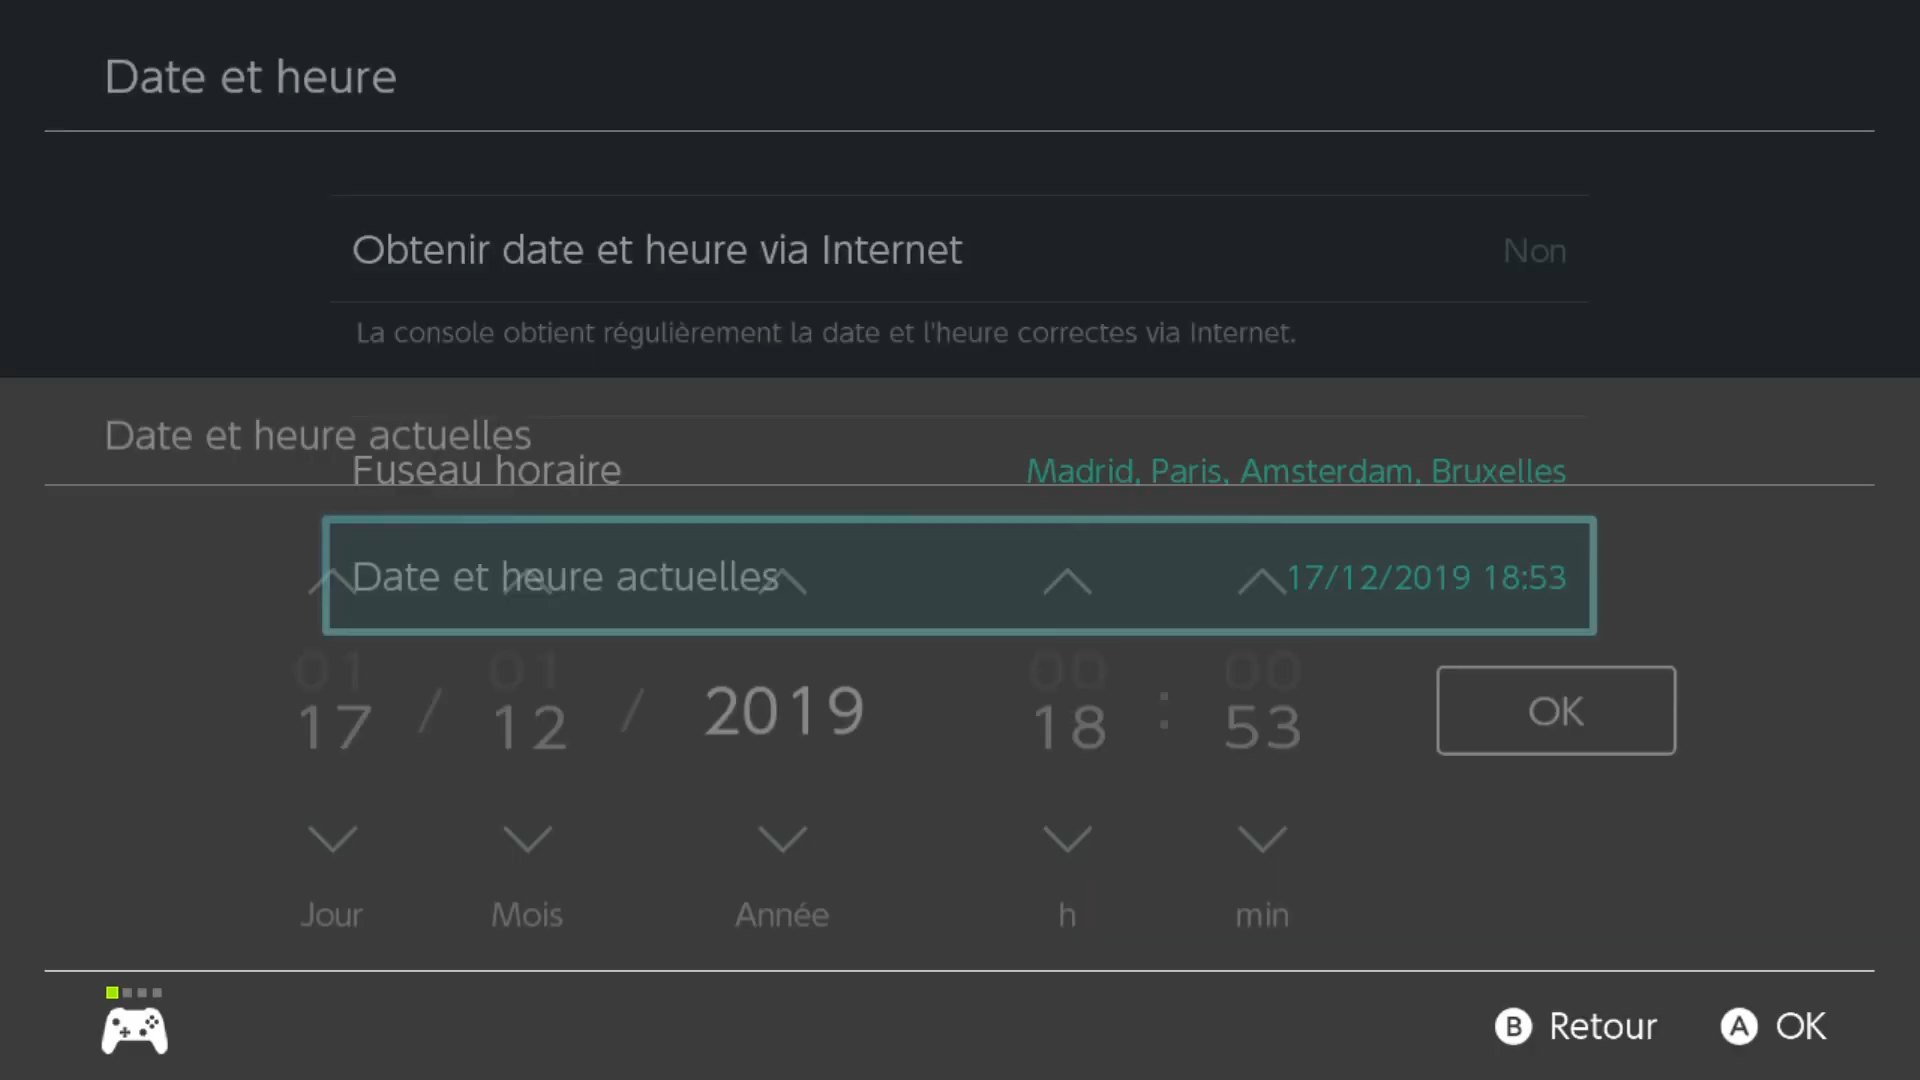 Date et heure
Obtenir date et heure via Internet Non
La console obtient régulièrement la date et l'heure correctes via Internet.
Date et heure actuelles
Fuseau horaire Madrid, Paris, Amsterdam, Bruxelles
Date et heure actuelles 17/12/2019 18:53
01 01 00 00
17 / 12 / 2019 18 : 53 OK
Jour Mois Année h min
B Retour A OK